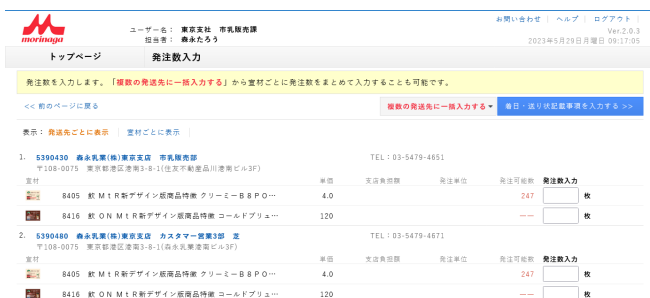 お問い合わせ | ヘルプ | ログアウト |
morinaga
ユーザー名： 東京支社 市乳販売課
Ver.2.0.3
担当者： 森永たろう
2023年5月29日月曜日 09:17:05
トップページ 発注数入力
発注数を入力します。「複数の発送先に一括入力する」から宣材ごとに発注数をまとめて入力することも可能です。
<< 前のページに戻る 複数の発送先に一括入力する 着日・送り状記載事項を入力する >>
表示： 発送先ごとに表示 | 宣材ごとに表示 |
1. 5390430 森永乳業(株)東京支店 市乳販売部 TEL：03-5479-4651
〒108-0075 東京都港区港南3-8-1(住友不動産品川港南ビル3F)
宣材 単価 支店負担額 発注単位 発注可能数 発注数入力
8405 飲 ＭｔＲ新デザイン版商品特徴 クリーミーＢ８ＰＯ… 4.0 247 枚
8416 飲 ＯＮ ＭｔＲ新デザイン版商品特徴 コールドブリュ… 120 －－ 枚
2. 5390480 森永乳業(株)東京支店 カスタマー営業3部 芝 TEL：03-5479-4671
〒108-0075 東京都港区港南3-8-1(森永乳業港南ビル3F)
宣材 単価 支店負担額 発注単位 発注可能数 発注数入力
8405 飲 ＭｔＲ新デザイン版商品特徴 クリーミーＢ８ＰＯ… 4.0 247 枚
8416 飲 ＯＮ ＭｔＲ新デザイン版商品特徴 コールドブリュ… 120 －－ 枚